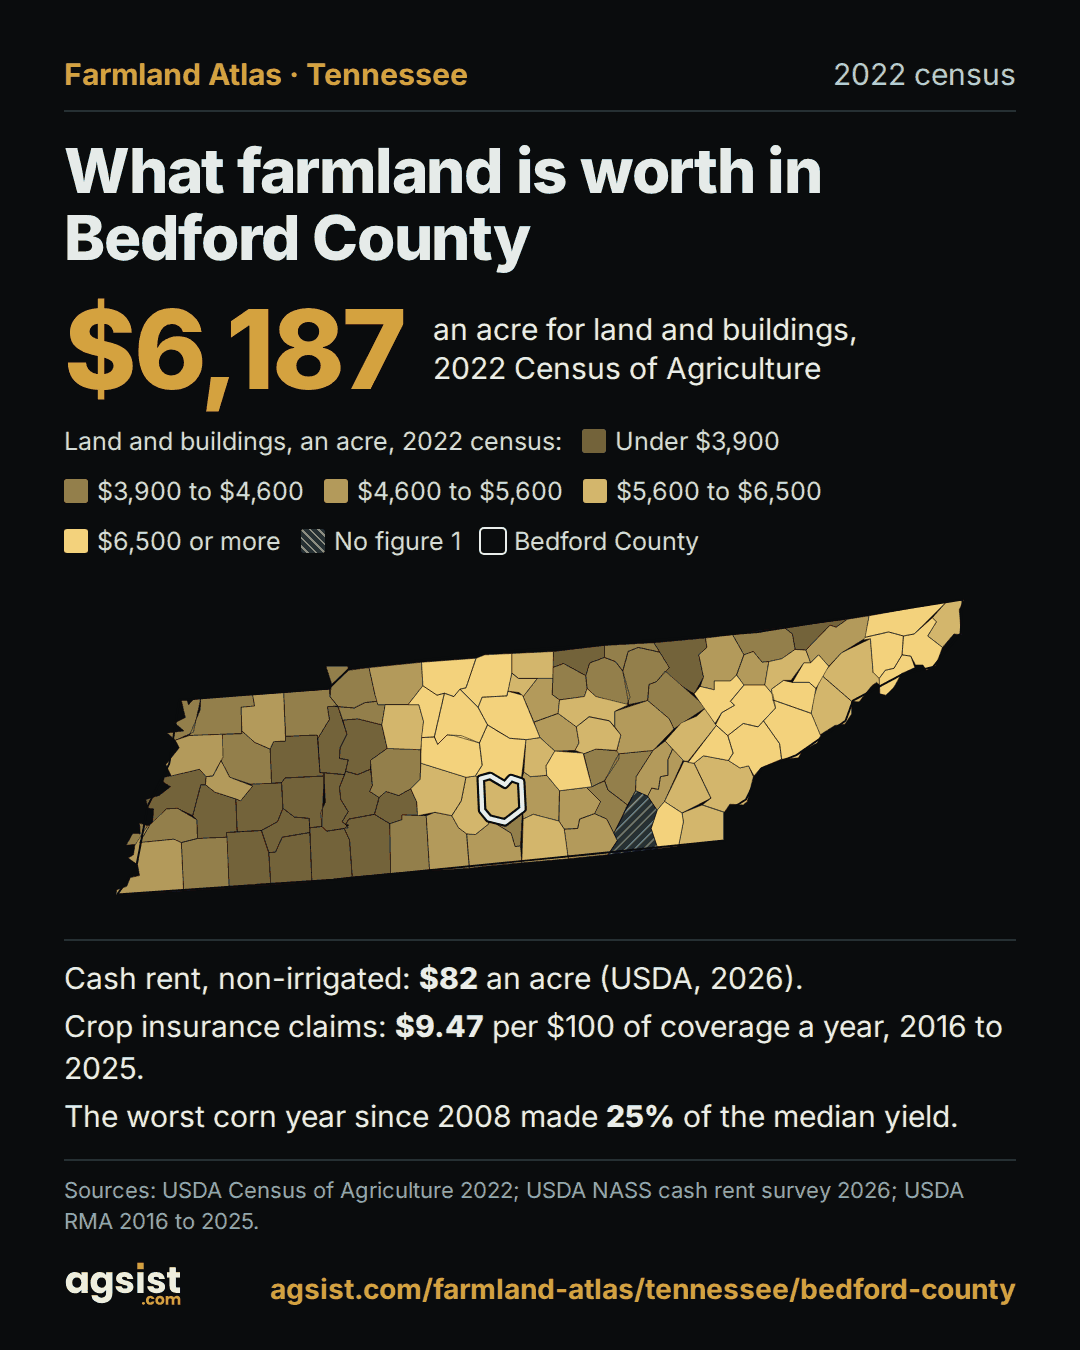 Farmland Atlas · Tennessee
2022 census
What farmland is worth in
Bedford County
$6,187
an acre for land and buildings,
2022 Census of Agriculture
Land and buildings, an acre, 2022 census: Under $3,900
$3,900 to $4,600 $4,600 to $5,600 $5,600 to $6,500
$6,500 or more No figure 1 Bedford County
Cash rent, non-irrigated: $82 an acre (USDA, 2026).
Crop insurance claims: $9.47 per $100 of coverage a year, 2016 to
2025.
The worst corn year since 2008 made 25% of the median yield.
Sources: USDA Census of Agriculture 2022; USDA NASS cash rent survey 2026; USDA
RMA 2016 to 2025.
agsist
.com
agsist.com/farmland-atlas/tennessee/bedford-county